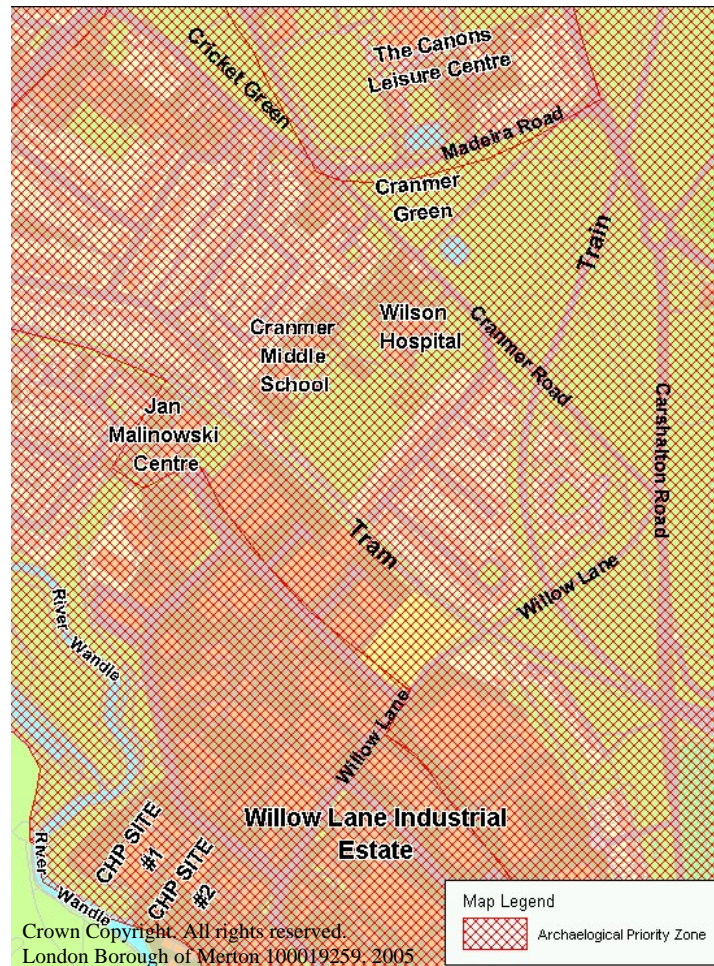 The Canons
Leisure Centre
Cricket Green
Madeira Road
Cranmer
Green
Train
Wilson
Hospital
Cranmer
Middle
School
Cranmer Road
Carshalton Road
Jan
Malinowski
Centre
Tram
Willow Lane
River
Wandle
Willow Lane
Willow Lane Industrial
Estate
CHP SITE
#1
CHP SITE
#2
River
Wandle
Map Legend
Archaelogical Priority Zone
Crown Copyright. All rights reserved.
London Borough of Merton 100019259, 2005